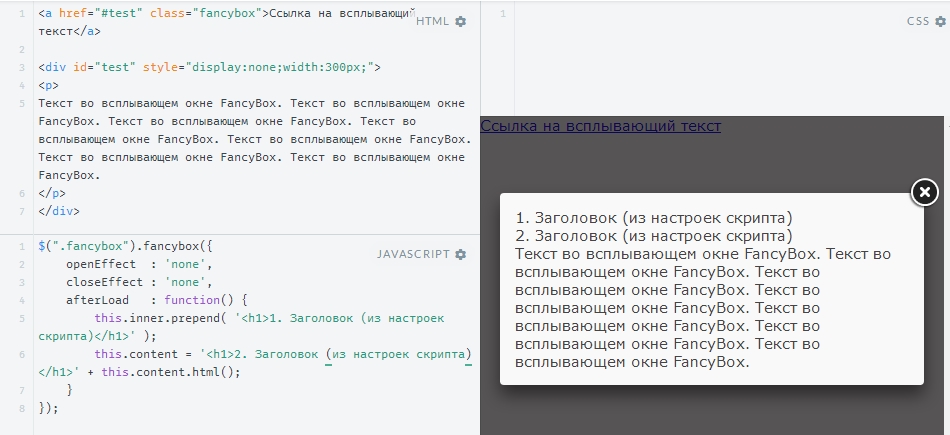 1 <a href="#test" class="fancybox">Ссылка на всплывающий
текст</a>
HTML
2
3 <div id="test" style="display:none;width:300px;">
4 <p>
5 Текст во всплывающем окне FancyBox. Текст во всплывающем окне
FancyBox. Текст во всплывающем окне FancyBox. Текст во
всплывающем окне FancyBox. Текст во всплывающем окне FancyBox.
Текст во всплывающем окне FancyBox. Текст во всплывающем окне
FancyBox.
6 </p>
7 </div>
1 $(".fancybox").fancybox({
JAVASCRIPT
2 openEffect : 'none',
3 closeEffect : 'none',
4 afterLoad : function() {
5 this.inner.prepend( '<h1>1. Заголовок (из настроек
скрипта)</h1>' );
6 this.content = '<h1>2. Заголовок (из настроек скрипта)
</h1>' + this.content.html();
7 }
8 });
1
CSS
Ссылка на всплывающий текст
1. Заголовок (из настроек скрипта)
2. Заголовок (из настроек скрипта)
Текст во всплывающем окне FancyBox. Текст во
всплывающем окне FancyBox. Текст во
всплывающем окне FancyBox. Текст во
всплывающем окне FancyBox. Текст во
всплывающем окне FancyBox. Текст во
всплывающем окне FancyBox. Текст во
всплывающем окне FancyBox.